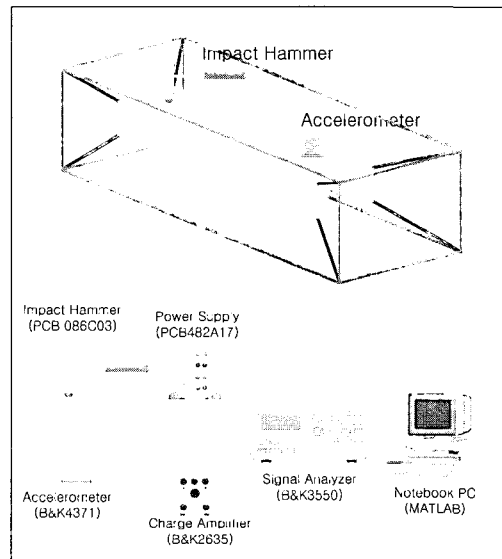 Impact Hammer
Accelerometer
Impact Hammer
(PCB 086C03)
Power Supply
(PCB482A17)
Signal Analyzer
(B&K3550)
Notebook PC
(MATLAB)
Accelerometer
(B&K4371)
Charge Amplifier
(B&K2635)